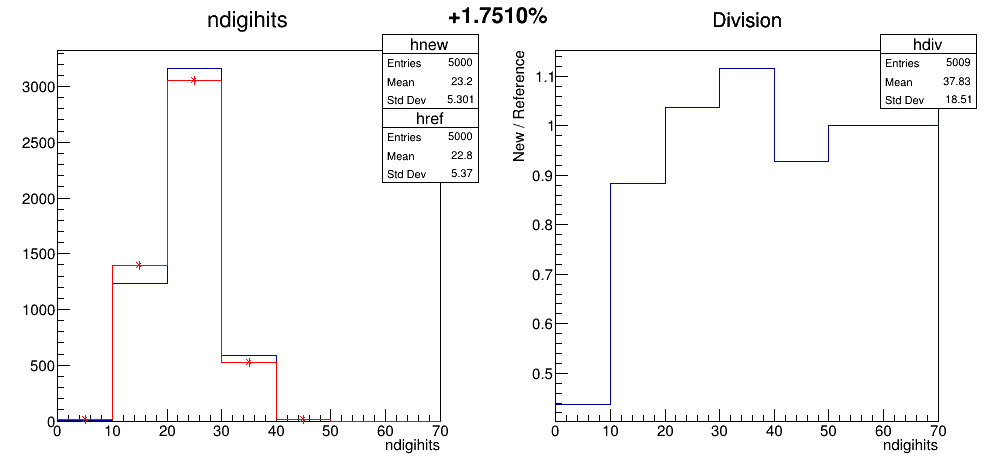 +1.7510%
ndigihits
hnew
Entries 5000
Mean 23.2
Std Dev 5.301
href
Entries 5000
Mean 22.8
Std Dev 5.37
3000
2500
2000
1500
1000
500
0
0 10 20 30 40 50 60 70
ndigihits
Division
hdiv
Entries 5009
Mean 37.83
Std Dev 18.51
New / Reference
1.1
1
0.9
0.8
0.7
0.6
0.5
0 10 20 30 40 50 60 70
ndigihits